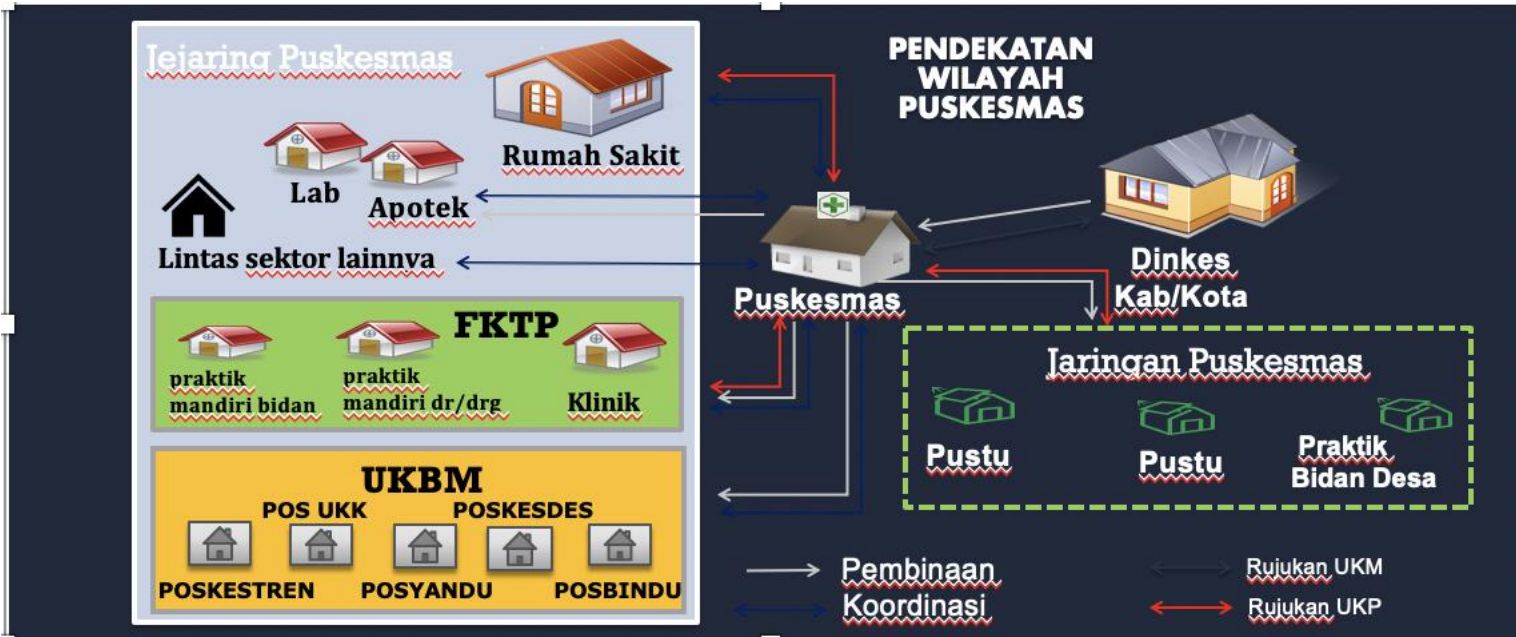 Jejaring Puskesmas
Rumah Sakit
Lab
Apotek
Lintas sektor lainnya
FKTP
praktik
mandiri bidan
praktik
mandiri dr/drg
Klinik
UKBM
POS UKK
POSKESDES
POSKESTREN
POSYANDU
POSBINDU
PENDEKATAN
WILAYAH
PUSKESMAS
Puskesmas
Dinkes
Kab/Kota
Jaringan Puskesmas
Pustu
Pustu
Praktik
Bidan Desa
Pembinaan
Koordinasi
Rujukan UKM
Rujukan UKP